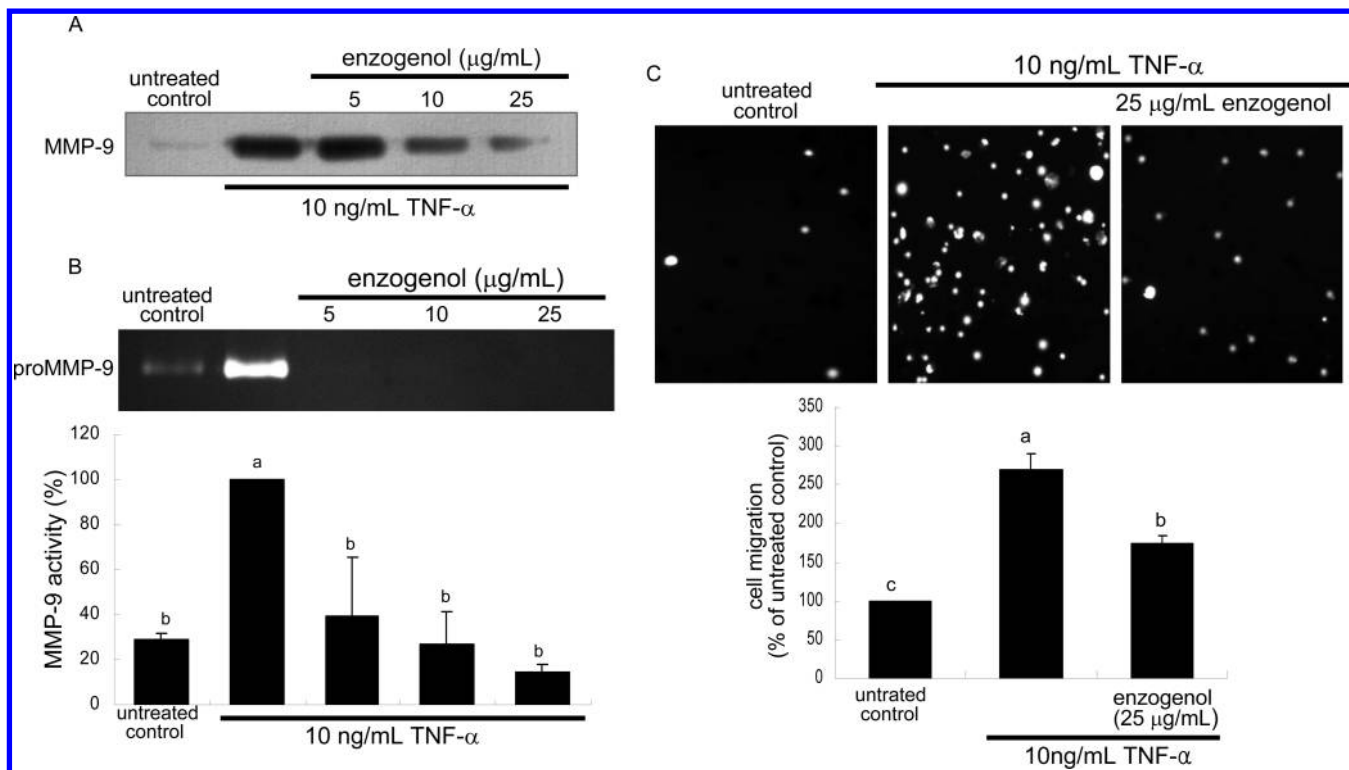 A
enzogenol (μg/mL)
untreated
control
5 10 25
MMP-9
10 ng/mL TNF-α
B
enzogenol (μg/mL)
untreated
control
5 10 25
proMMP-9
MMP-9 activity (%)
120
100
80
60
40
20
0
b
a
b
b
b
untreated
control
10 ng/mL TNF-α
C
10 ng/mL TNF-α
untreated
control
25 μg/mL enzogenol
cell migration
(% of untreated control)
350
300
250
200
150
100
50
0
c
a
b
untrated
control
enzogenol
(25 μg/mL)
10ng/mL TNF-α